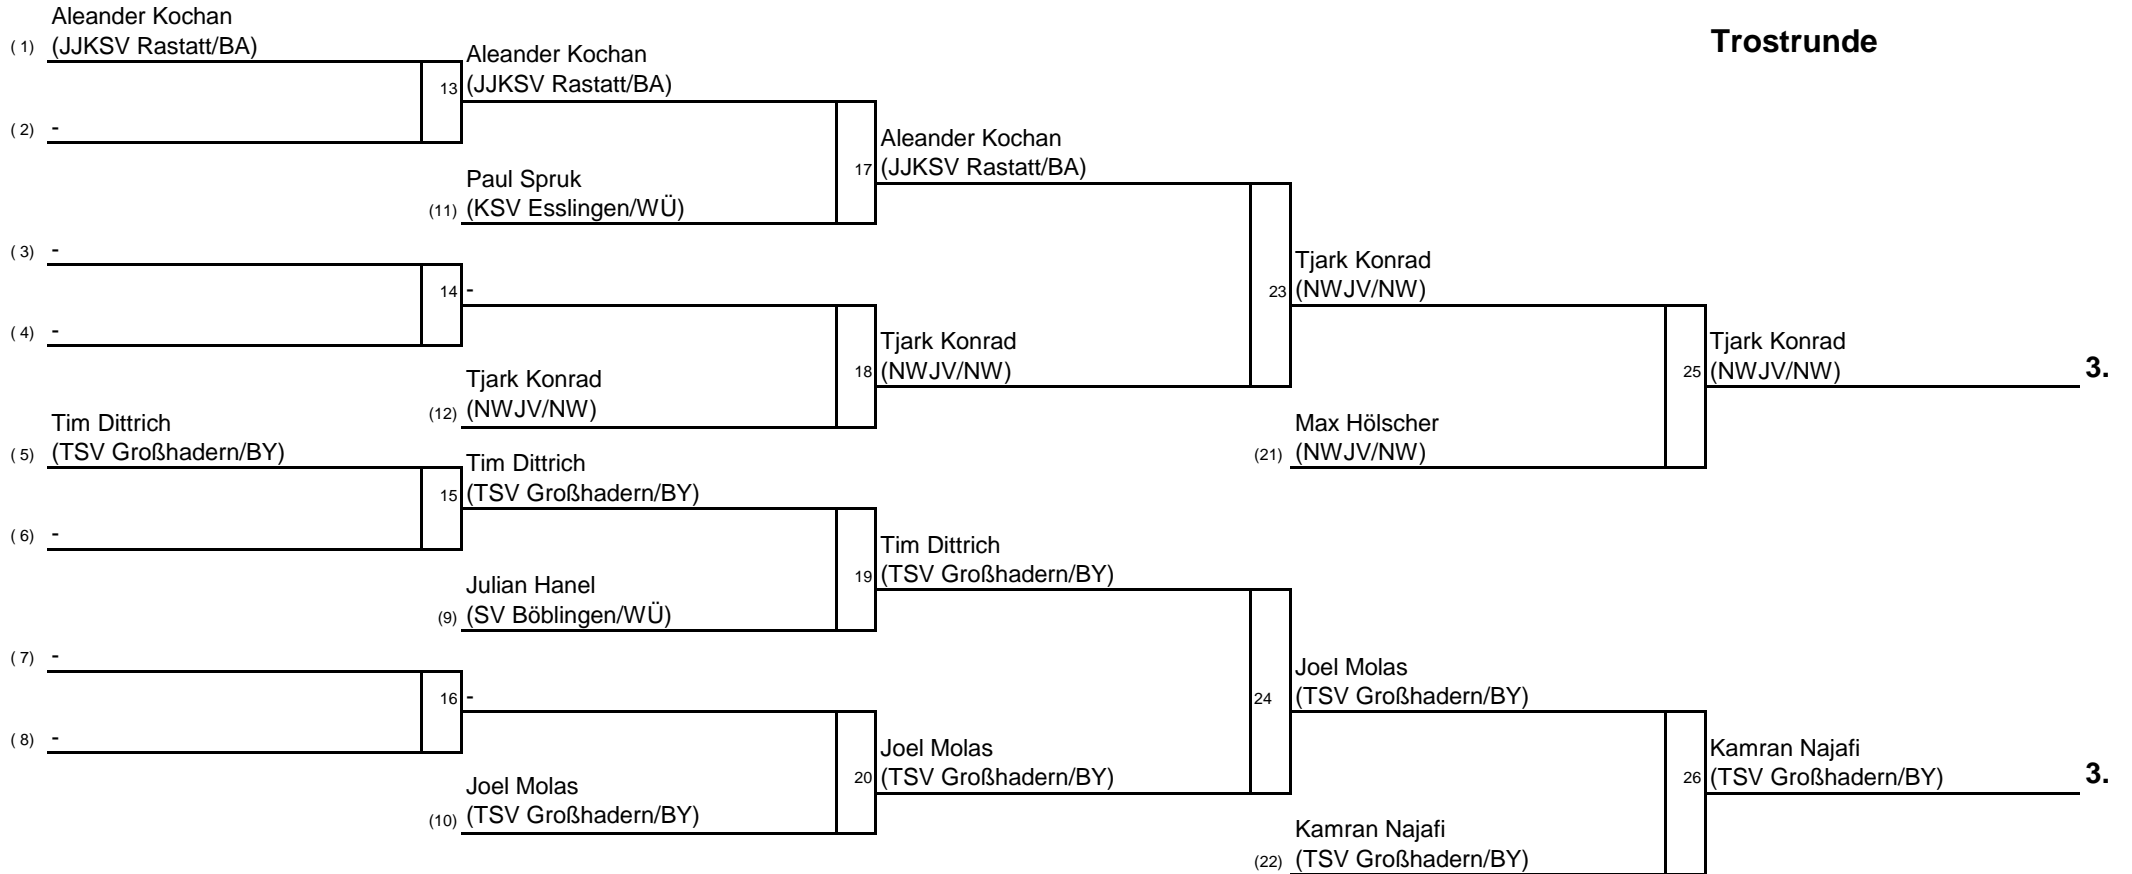 Trostrunde
Aleander Kochan
( 1) (JJKSV Rastatt/BA)
( 2) -
( 3) -
( 4) -
Tim Dittrich
( 5) (TSV Großhadern/BY)
( 6) -
( 7) -
( 8) -
Aleander Kochan
13 (JJKSV Rastatt/BA)
Paul Spruk
(11) (KSV Esslingen/WÜ)
14 -
Tjark Konrad
(12) (NWJV/NW)
Tim Dittrich
15 (TSV Großhadern/BY)
Julian Hanel
(9) (SV Böblingen/WÜ)
16 -
Joel Molas
(10) (TSV Großhadern/BY)
Aleander Kochan
17 (JJKSV Rastatt/BA)
Tjark Konrad
18 (NWJV/NW)
Tim Dittrich
19 (TSV Großhadern/BY)
Joel Molas
20 (TSV Großhadern/BY)
Tjark Konrad
23 (NWJV/NW)
Max Hölscher
(21) (NWJV/NW)
Joel Molas
24 (TSV Großhadern/BY)
Kamran Najafi
(22) (TSV Großhadern/BY)
Tjark Konrad
25 (NWJV/NW) 3.
Kamran Najafi
26 (TSV Großhadern/BY) 3.